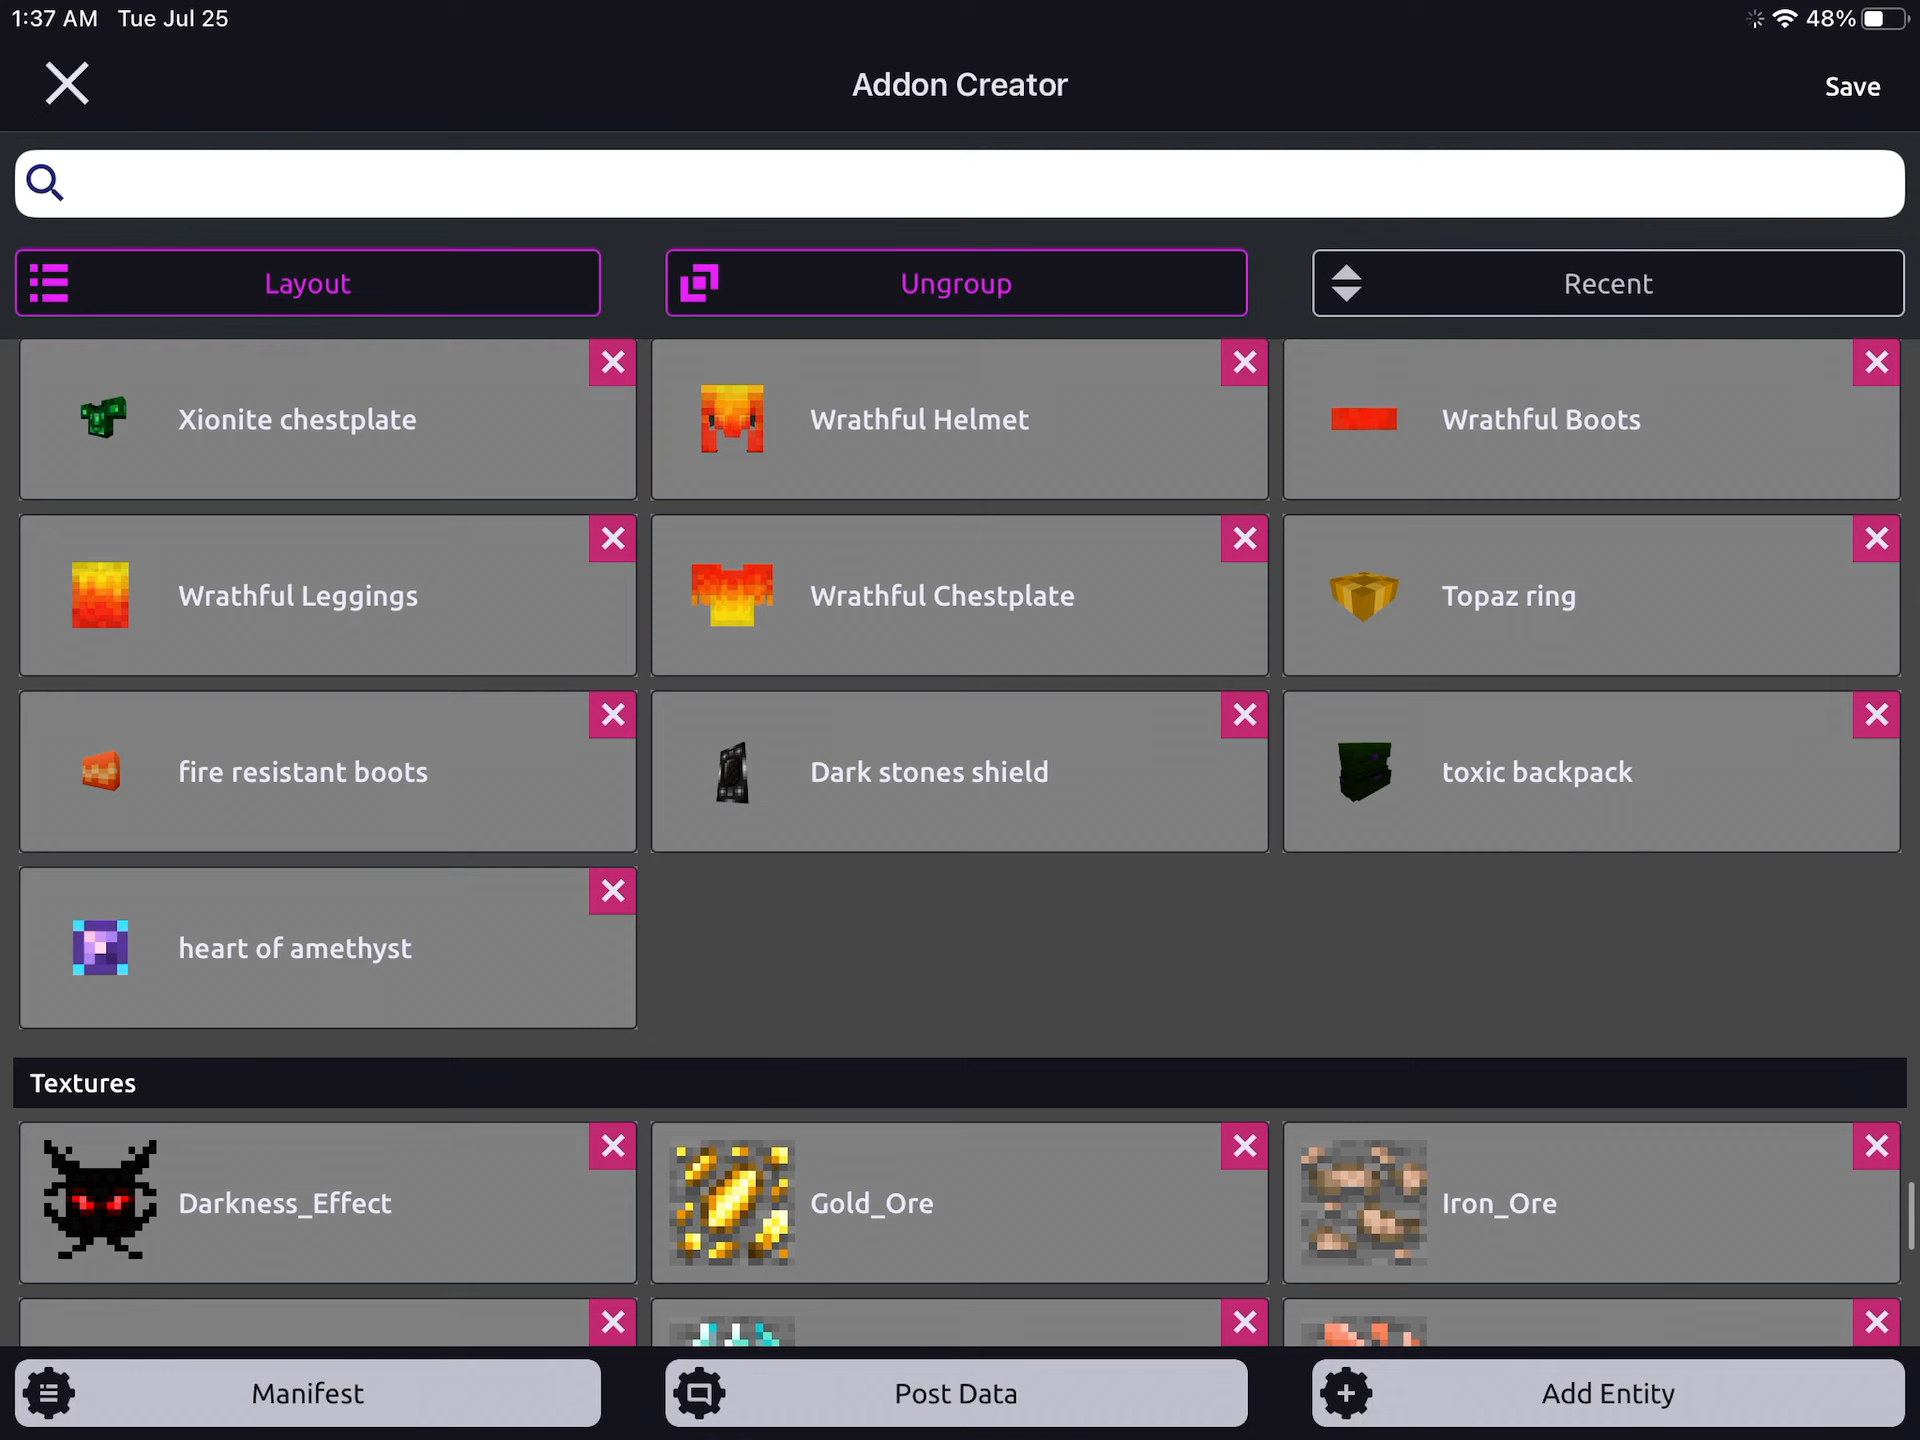 1:37 AM Tue Jul 25
48%
Addon Creator
Save
Layout
Ungroup
Recent
Xionite chestplate
Wrathful Helmet
Wrathful Boots
Wrathful Leggings
Wrathful Chestplate
Topaz ring
fire resistant boots
Dark stones shield
toxic backpack
heart of amethyst
Textures
Darkness_Effect
Gold_Ore
Iron_Ore
Manifest
Post Data
Add Entity